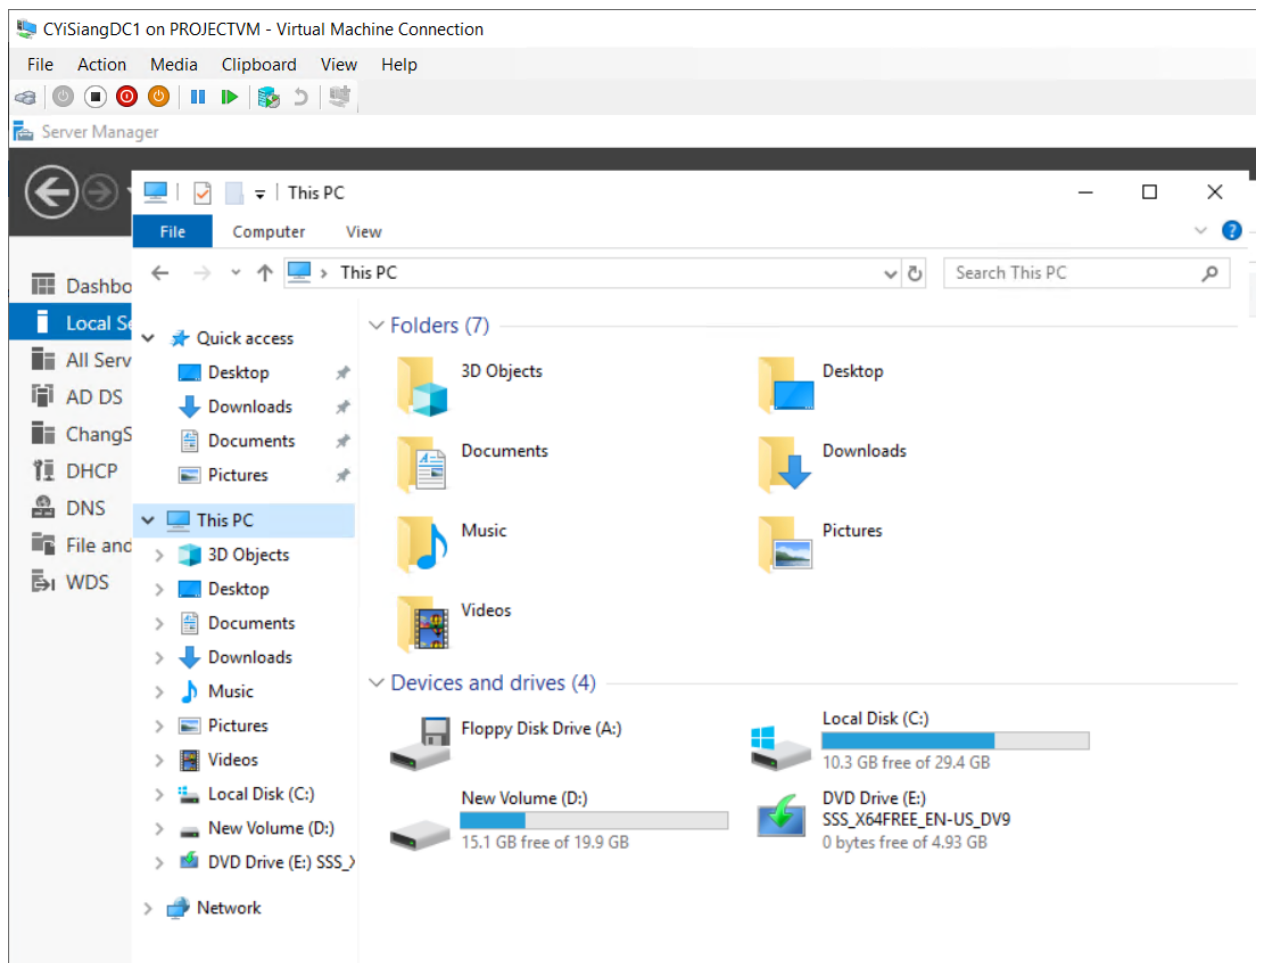 CYiSiangDC1 on PROJECTVM - Virtual Machine Connection
File Action Media Clipboard View Help
Server Manager
This PC
File Computer View
This PC
Search This PC
Dashbo
Local Se
All Serv
AD DS
ChangS
DHCP
DNS
File and
WDS
Quick access
Desktop
Downloads
Documents
Pictures
This PC
3D Objects
Desktop
Documents
Downloads
Music
Pictures
Videos
Local Disk (C:)
New Volume (D:)
DVD Drive (E:) SSS_X
Network
Folders (7)
3D Objects
Desktop
Documents
Downloads
Music
Pictures
Videos
Devices and drives (4)
Floppy Disk Drive (A:)
Local Disk (C:)
10.3 GB free of 29.4 GB
New Volume (D:)
15.1 GB free of 19.9 GB
DVD Drive (E:)
SSS_X64FREE_EN-US_DV9
0 bytes free of 4.93 GB